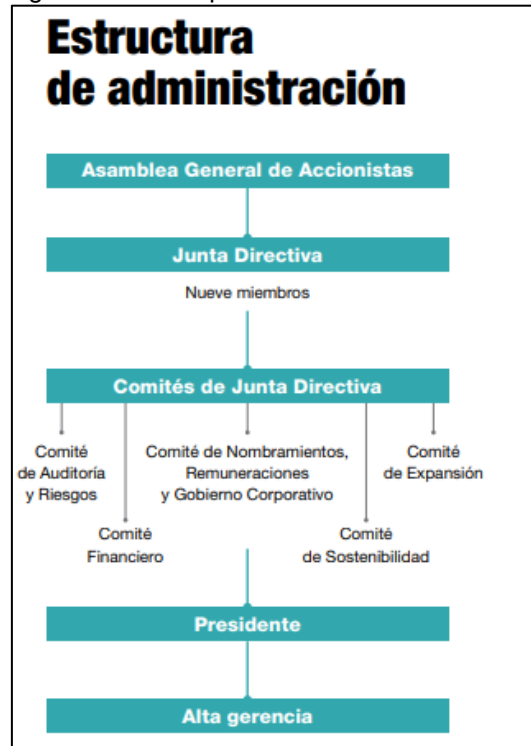 Estructura
de administración
Asamblea General de Accionistas
Junta Directiva
Nueve miembros
Comités de Junta Directiva
Comité
de Auditoría
y Riesgos
Comité de Nombramientos,
Remuneraciones
y Gobierno Corporativo
Comité
de Expansión
Comité
Financiero
Comité
de Sostenibilidad
Presidente
Alta gerencia